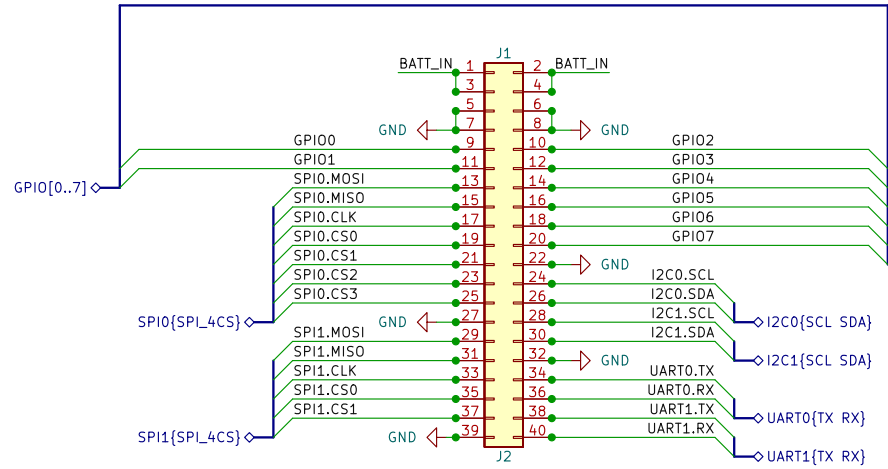 J1
BATT_IN 1 2 BATT_IN
3 4
5 6
GND 7 8 GND
GPIO0 9 10 GPIO2
GPIO1 11 12 GPIO3
GPIO[0..7] SPI0.MOSI 13 14 GPIO4
SPI0.MISO 15 16 GPIO5
SPI0.CLK 17 18 GPIO6
SPI0.CS0 19 20 GPIO7
SPI0.CS1 21 22 GND
SPI0.CS2 23 24 I2C0.SCL
SPI0.CS3 25 26 I2C0.SDA
SPI0{SPI_4CS} GND 27 28 I2C1.SCL I2C0{SCL SDA}
SPI1.MOSI 29 30 I2C1.SDA
SPI1.MISO 31 32 GND I2C1{SCL SDA}
SPI1.CLK 33 34 UART0.TX
SPI1.CS0 35 36 UART0.RX
SPI1.CS1 37 38 UART1.TX UART0{TX RX}
SPI1{SPI_4CS} GND 39 40 UART1.RX
J2 UART1{TX RX}